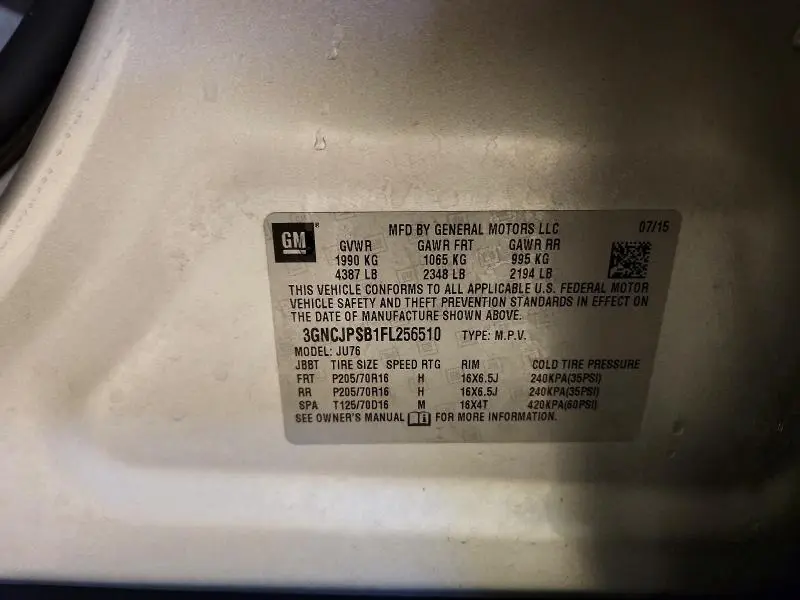 GM ®
MFD BY GENERAL MOTORS LLC 07/15
GVWR GAWR FRT GAWR RR
1990 KG 1065 KG 995 KG
4387 LB 2348 LB 2194 LB
THIS VEHICLE CONFORMS TO ALL APPLICABLE U.S. FEDERAL MOTOR
VEHICLE SAFETY AND THEFT PREVENTION STANDARDS IN EFFECT ON
THE DATE OF MANUFACTURE SHOWN ABOVE.
3GNCJPSB1FL256510 TYPE: M.P.V.
MODEL: JU76
JBBT TIRE SIZE SPEED RTG RIM COLD TIRE PRESSURE
FRT P205/70R16 H 16X6.5J 240KPA(35PSI)
RR P205/70R16 H 16X6.5J 240KPA(35PSI)
SPA T125/70D16 M 16X4T 420KPA(60PSI)
SEE OWNER'S MANUAL FOR MORE INFORMATION.